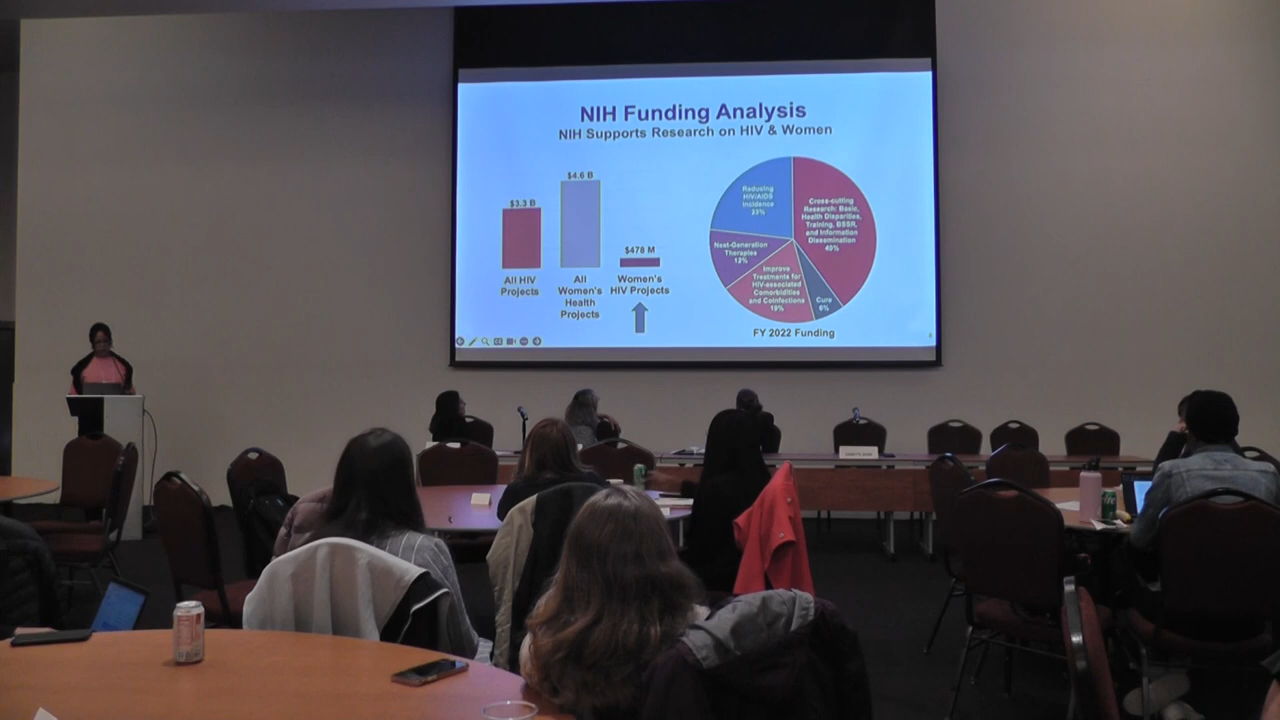 NIH Funding Analysis
NIH Supports Research on HIV & Women
$3.3 B
$4.6 B
$478 M
All HIV
Projects
All
Women's
Health
Projects
Women's
HIV Projects
Reducing
HIV/AIDS
Incidence
23%
Cross-cutting
Research: Basic,
Health Disparities,
Training, BSSR,
and Information
Dissemination
40%
Next-Generation
Therapies
12%
Improve
Treatments for
HIV-associated
Comorbidities
and Coinfections
19%
Cure
6%
FY 2022 Funding